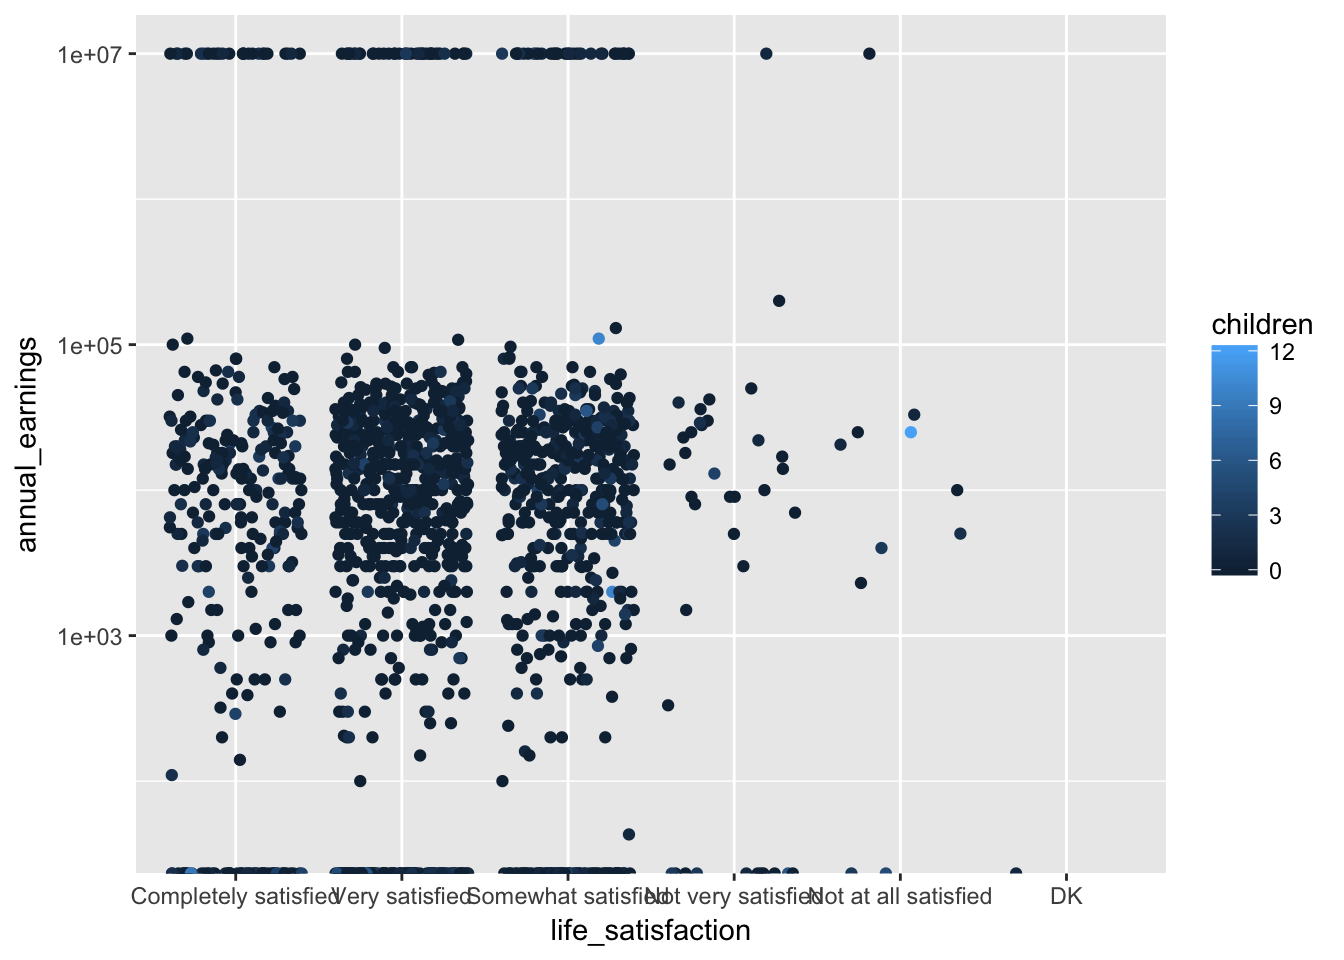 1e+07
1e+05
1e+03
annual_earnings
Completely satisfied
Very satisfied
Somewhat satisfied
Not very satisfied
Not at all satisfied
DK
life_satisfaction
children
12
9
6
3
0